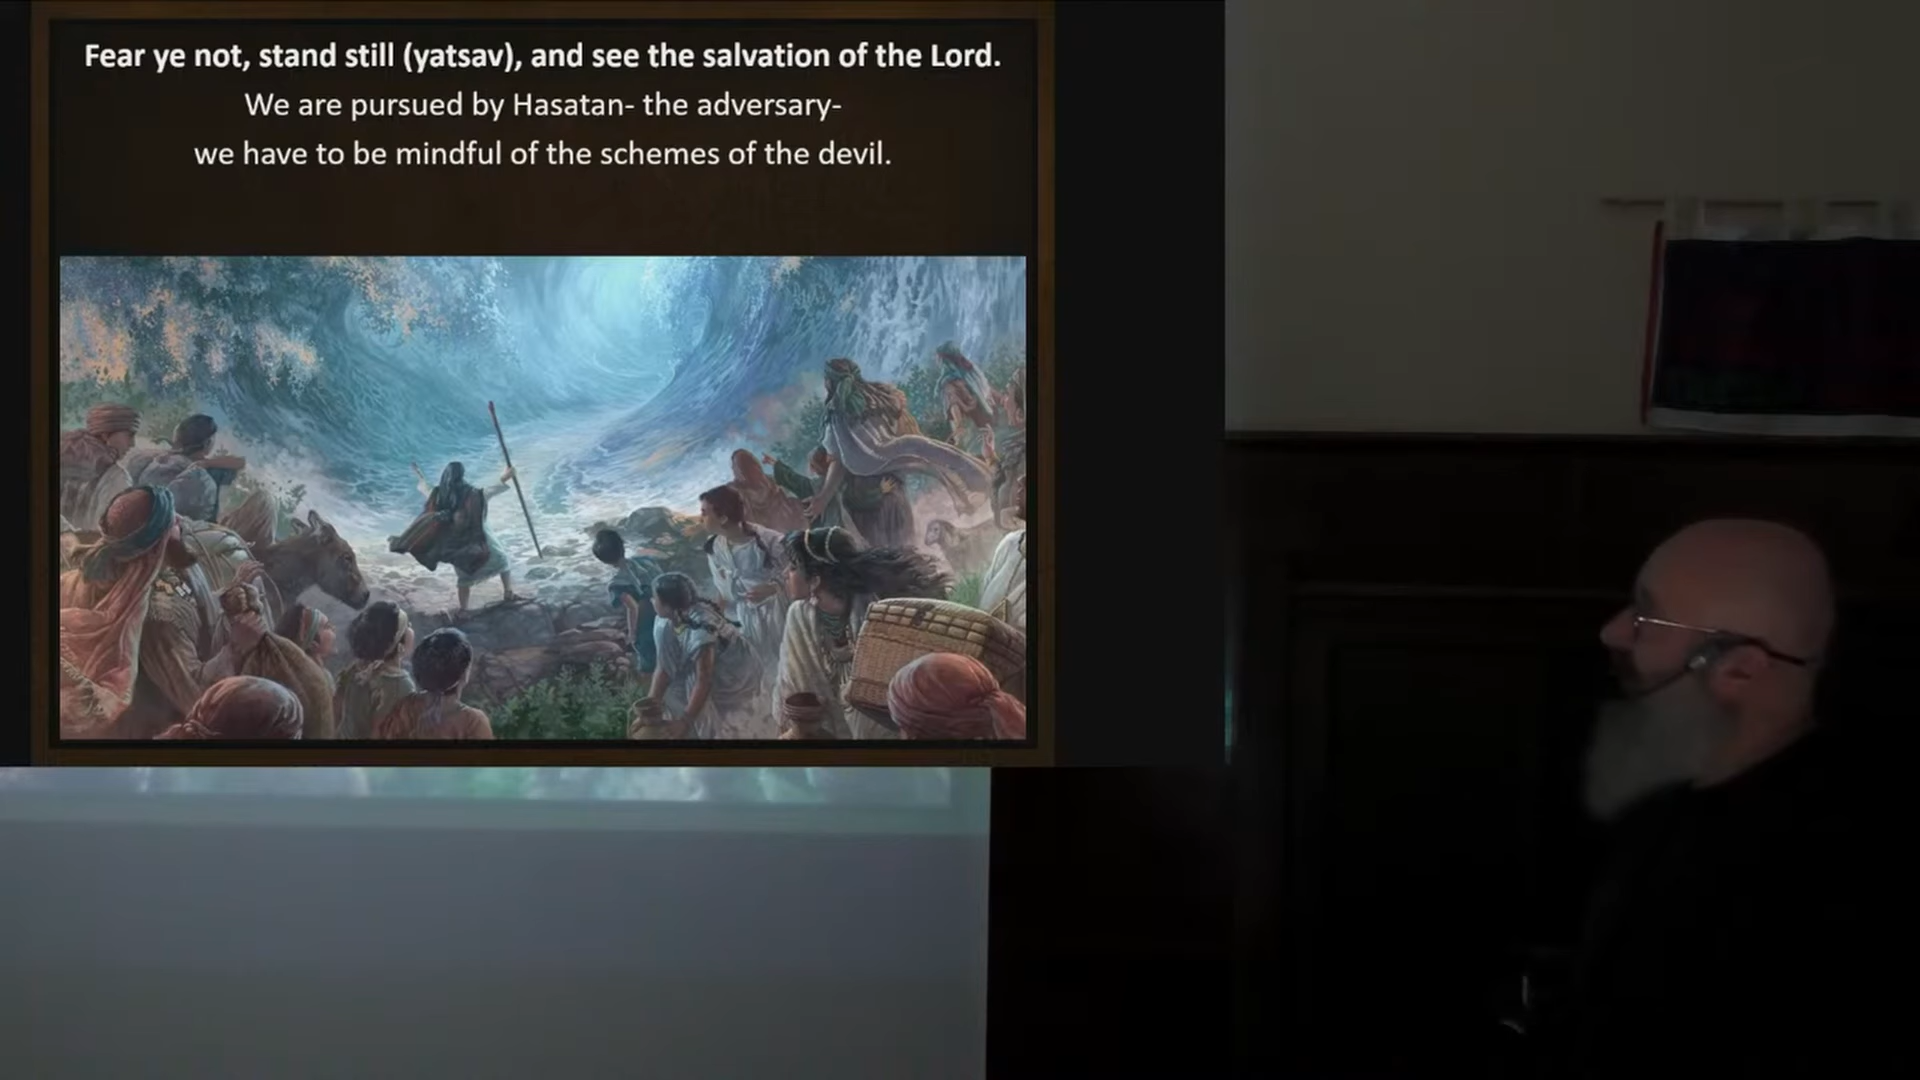 Fear ye not, stand still (yatsav), and see the salvation of the Lord.
We are pursued by Hasatan- the adversary-
we have to be mindful of the schemes of the devil.